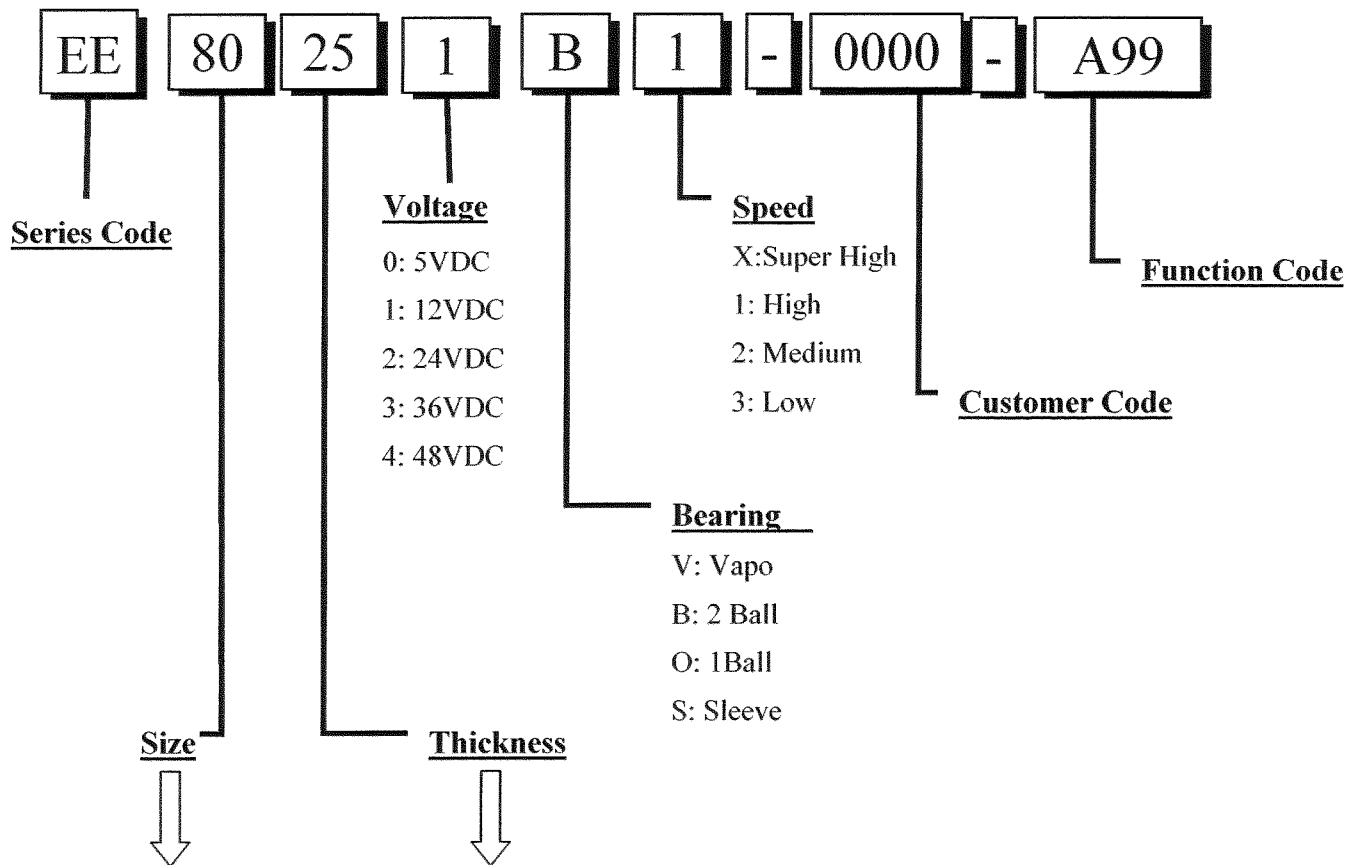 EE 80 25 1 B 1 - 0000 - A99
Series Code
Voltage
0: 5VDC
1: 12VDC
2: 24VDC
3: 36VDC
4: 48VDC
Speed
X:Super High
1: High
2: Medium
3: Low
Function Code
Customer Code
Bearing
V: Vapo
B: 2 Ball
O: 1Ball
S: Sleeve
Size
Thickness